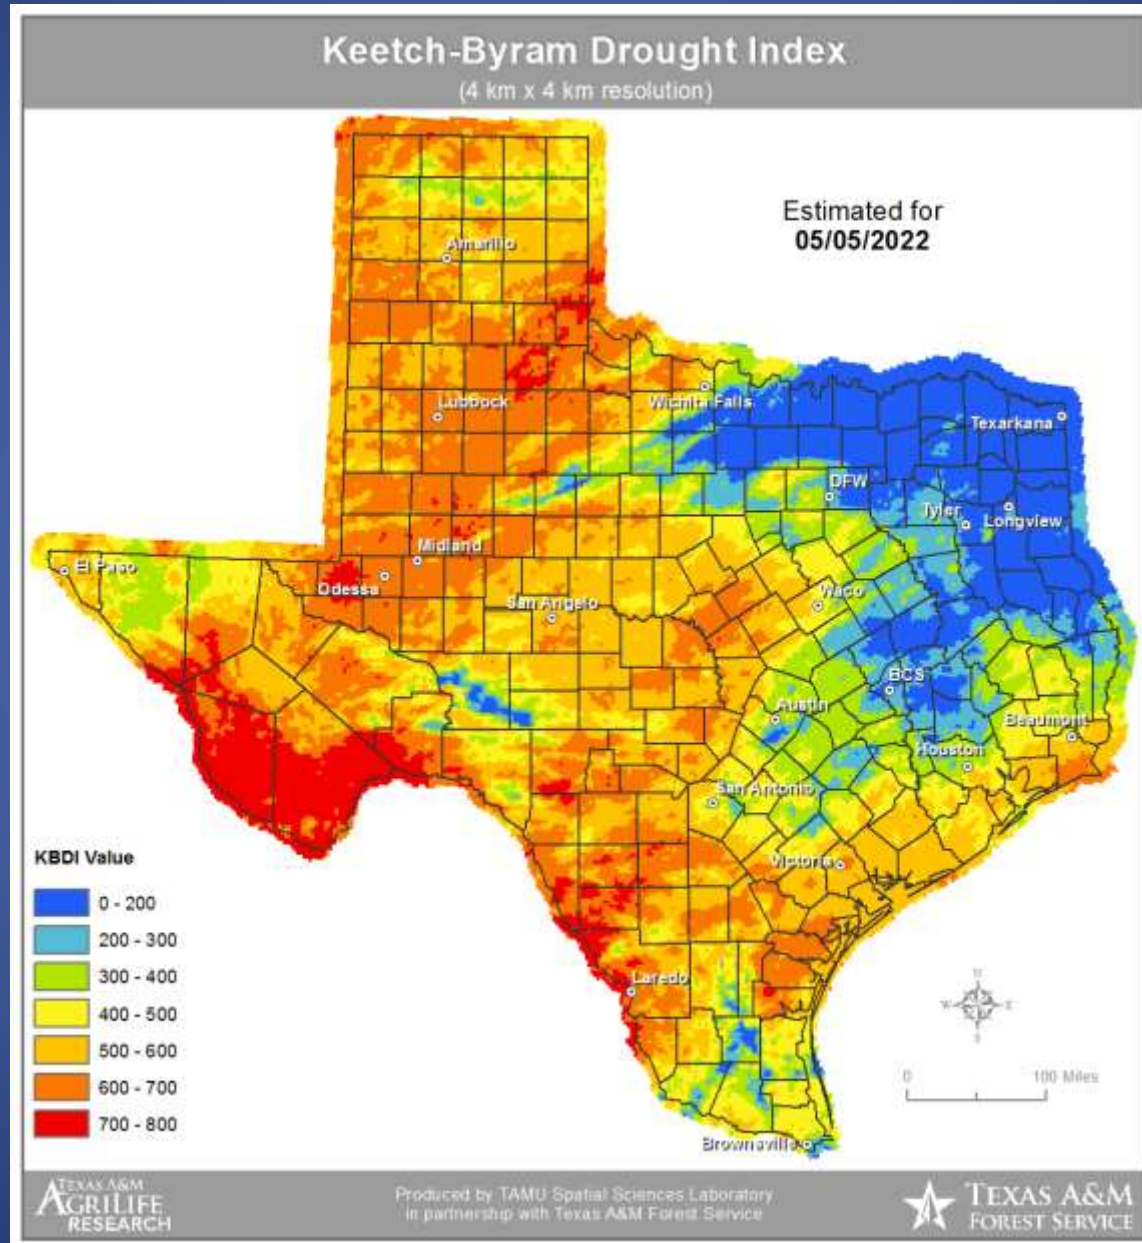 Keetch-Byram Drought Index
(4 km x 4 km resolution)
Estimated for
05/05/2022
Amarillo
Lubbock
Wichita Falls
Texarkana
DFW
Tyler
Longview
Midland
El Paso
Odessa
San Angelo
Waco
BCS
Austin
Beaumont
Houston
San Antonio
Victoria
Laredo
Brownsville
KBDI Value
0 - 200
200 - 300
300 - 400
400 - 500
500 - 600
600 - 700
700 - 800
N
W E
S
0 100 Miles
TEXAS A&M
AGRILIFE
RESEARCH
Produced by TAMU Spatial Sciences Laboratory
in partnership with Texas A&M Forest Service
TEXAS A&M
FOREST SERVICE